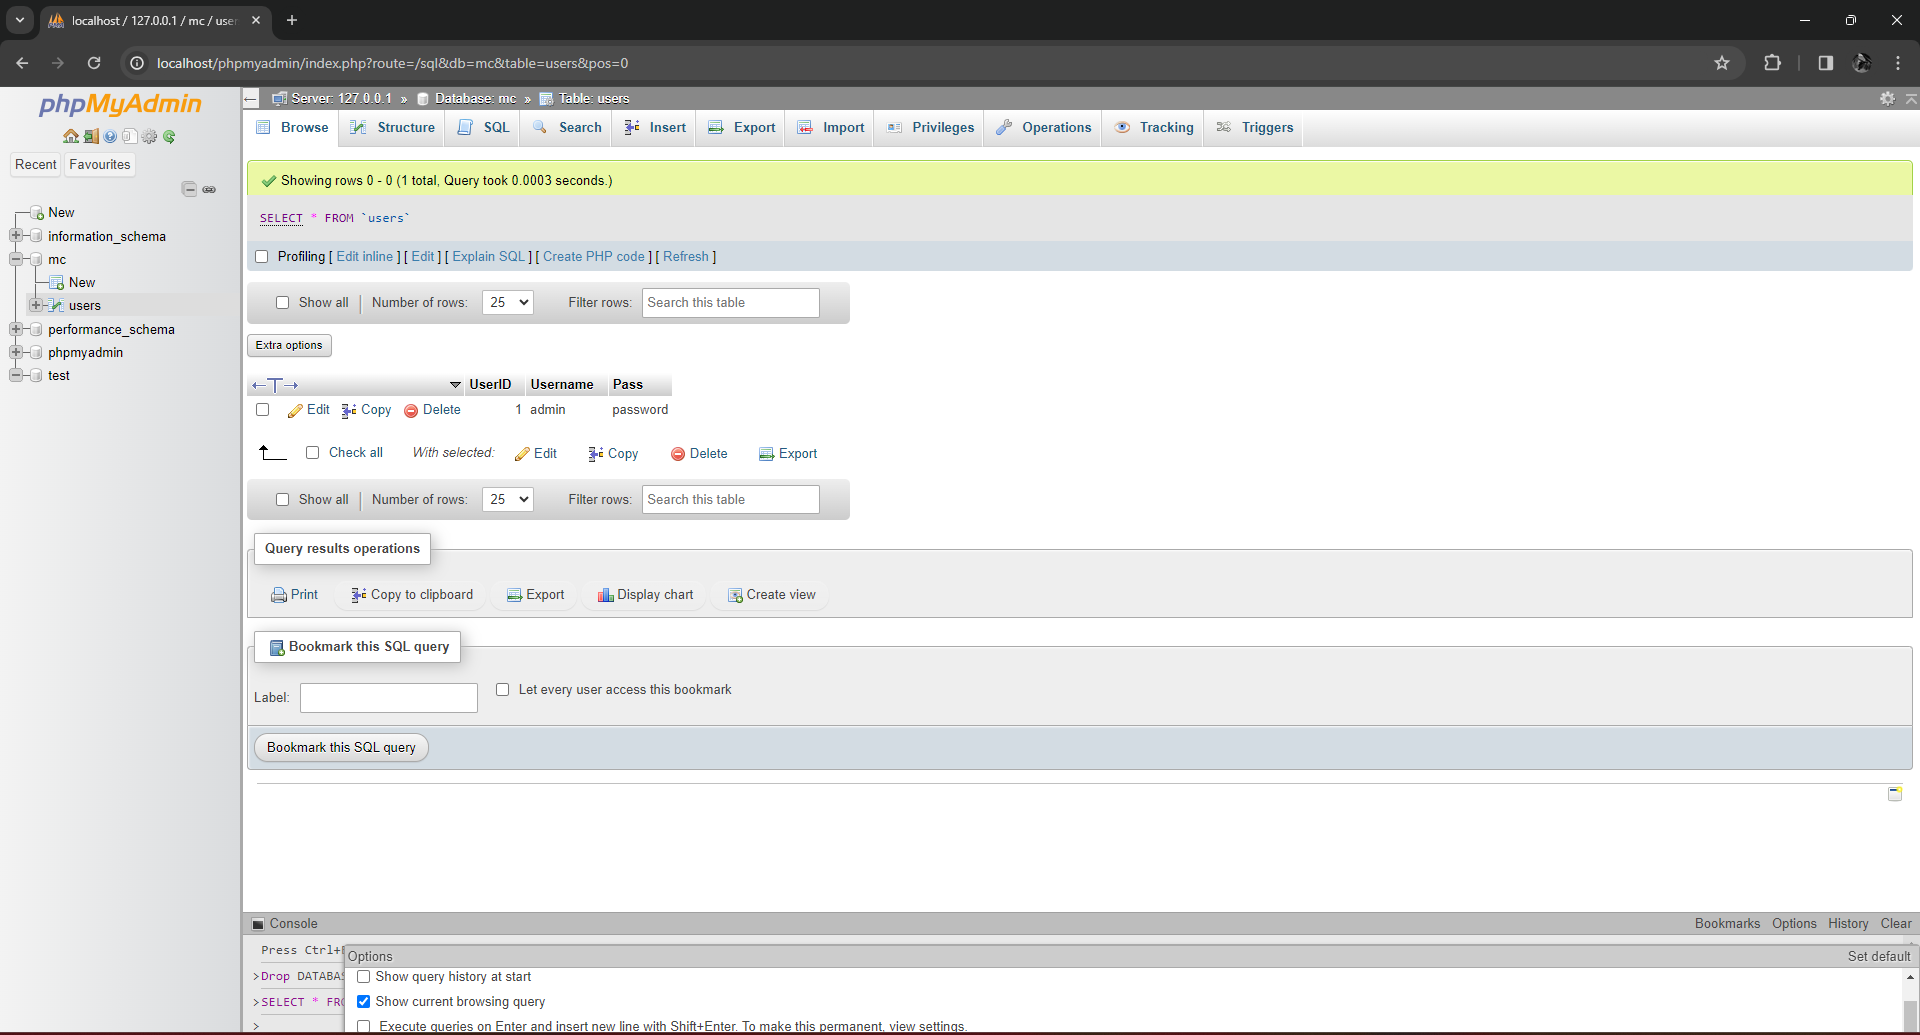 localhost / 127.0.0.1 / mc / user
localhost/phpmyadmin/index.php?route=/sql&db=mc&table=users&pos=0
phpMyAdmin
Recent Favourites
New
information_schema
mc
New
users
performance_schema
phpmyadmin
test
Server: 127.0.0.1 » Database: mc » Table: users
Browse Structure SQL Search Insert Export Import Privileges Operations Tracking Triggers
Showing rows 0 - 0 (1 total, Query took 0.0003 seconds.)
SELECT * FROM `users`
Profiling [ Edit inline ] [ Edit ] [ Explain SQL ] [ Create PHP code ] [ Refresh ]
Show all Number of rows: 25 Filter rows: Search this table
Extra options
←T→ UserID Username Pass
Edit Copy Delete 1 admin password
Check all With selected: Edit Copy Delete Export
Show all Number of rows: 25 Filter rows: Search this table
Query results operations
Print Copy to clipboard Export Display chart Create view
Bookmark this SQL query
Label: Let every user access this bookmark
Bookmark this SQL query
Console Bookmarks Options History Clear
Press Ctrl+
>Drop DATABAS
>SELECT * FRO
>
Options Set default
Show query history at start
Show current browsing query
Execute queries on Enter and insert new line with Shift+Enter. To make this permanent, view settings.